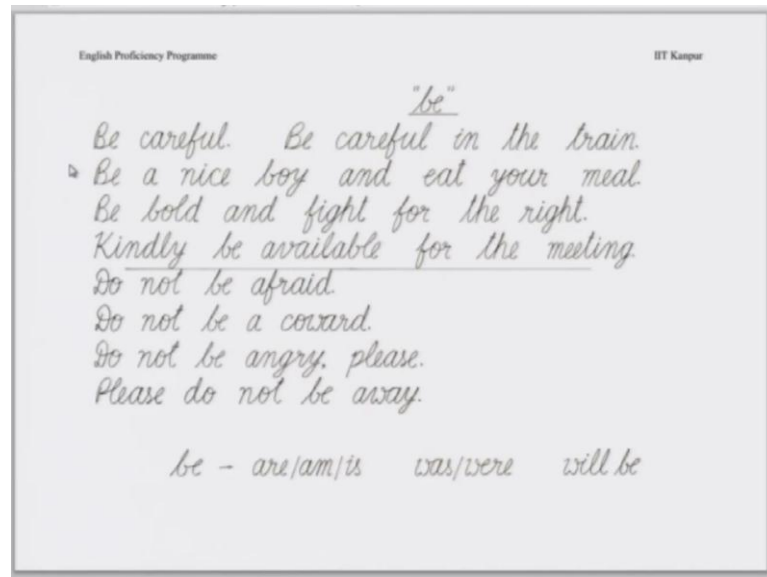 English Proficiency Programme IIT Kanpur
"be"
Be careful. Be careful in the train.
Be a nice boy and eat your meal.
Be bold and fight for the right.
Kindly be available for the meeting.
Do not be afraid.
Do not be a coward.
Do not be angry, please.
Please do not be away.
be - are/am/is was/were will be